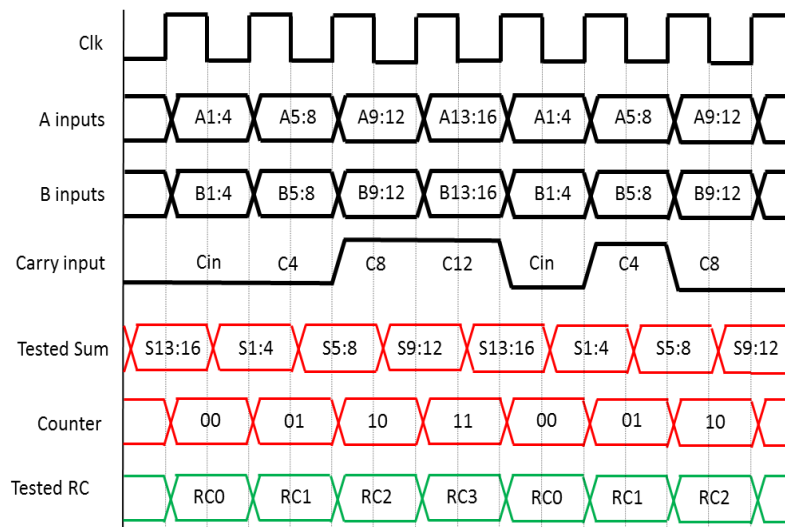 Clk
A inputs A1:4 A5:8 A9:12 A13:16 A1:4 A5:8 A9:12
B inputs B1:4 B5:8 B9:12 B13:16 B1:4 B5:8 B9:12
Carry input Cin C4 C8 C12 Cin C4 C8
Tested Sum S13:16 S1:4 S5:8 S9:12 S13:16 S1:4 S5:8 S9:12
Counter 00 01 10 11 00 01 10
Tested RC RC0 RC1 RC2 RC3 RC0 RC1 RC2